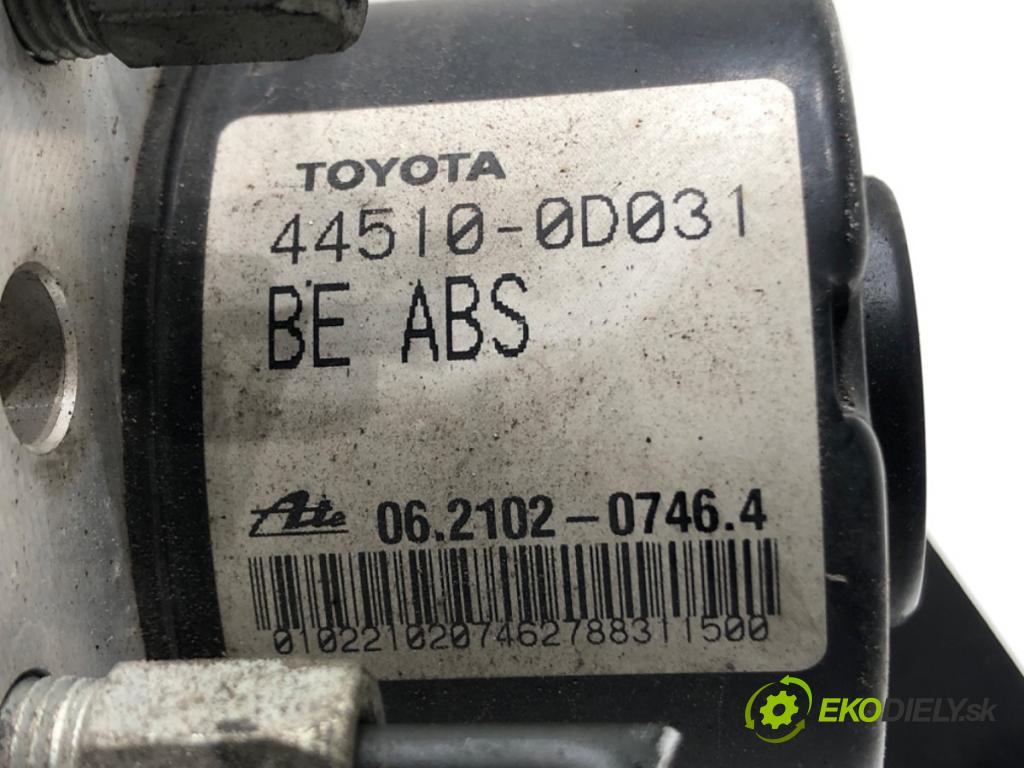 TOYOTA
44510-0D031
BE ABS
Ate 06.2102-0746.4
0102210207462788311500
EKODIELY.sk